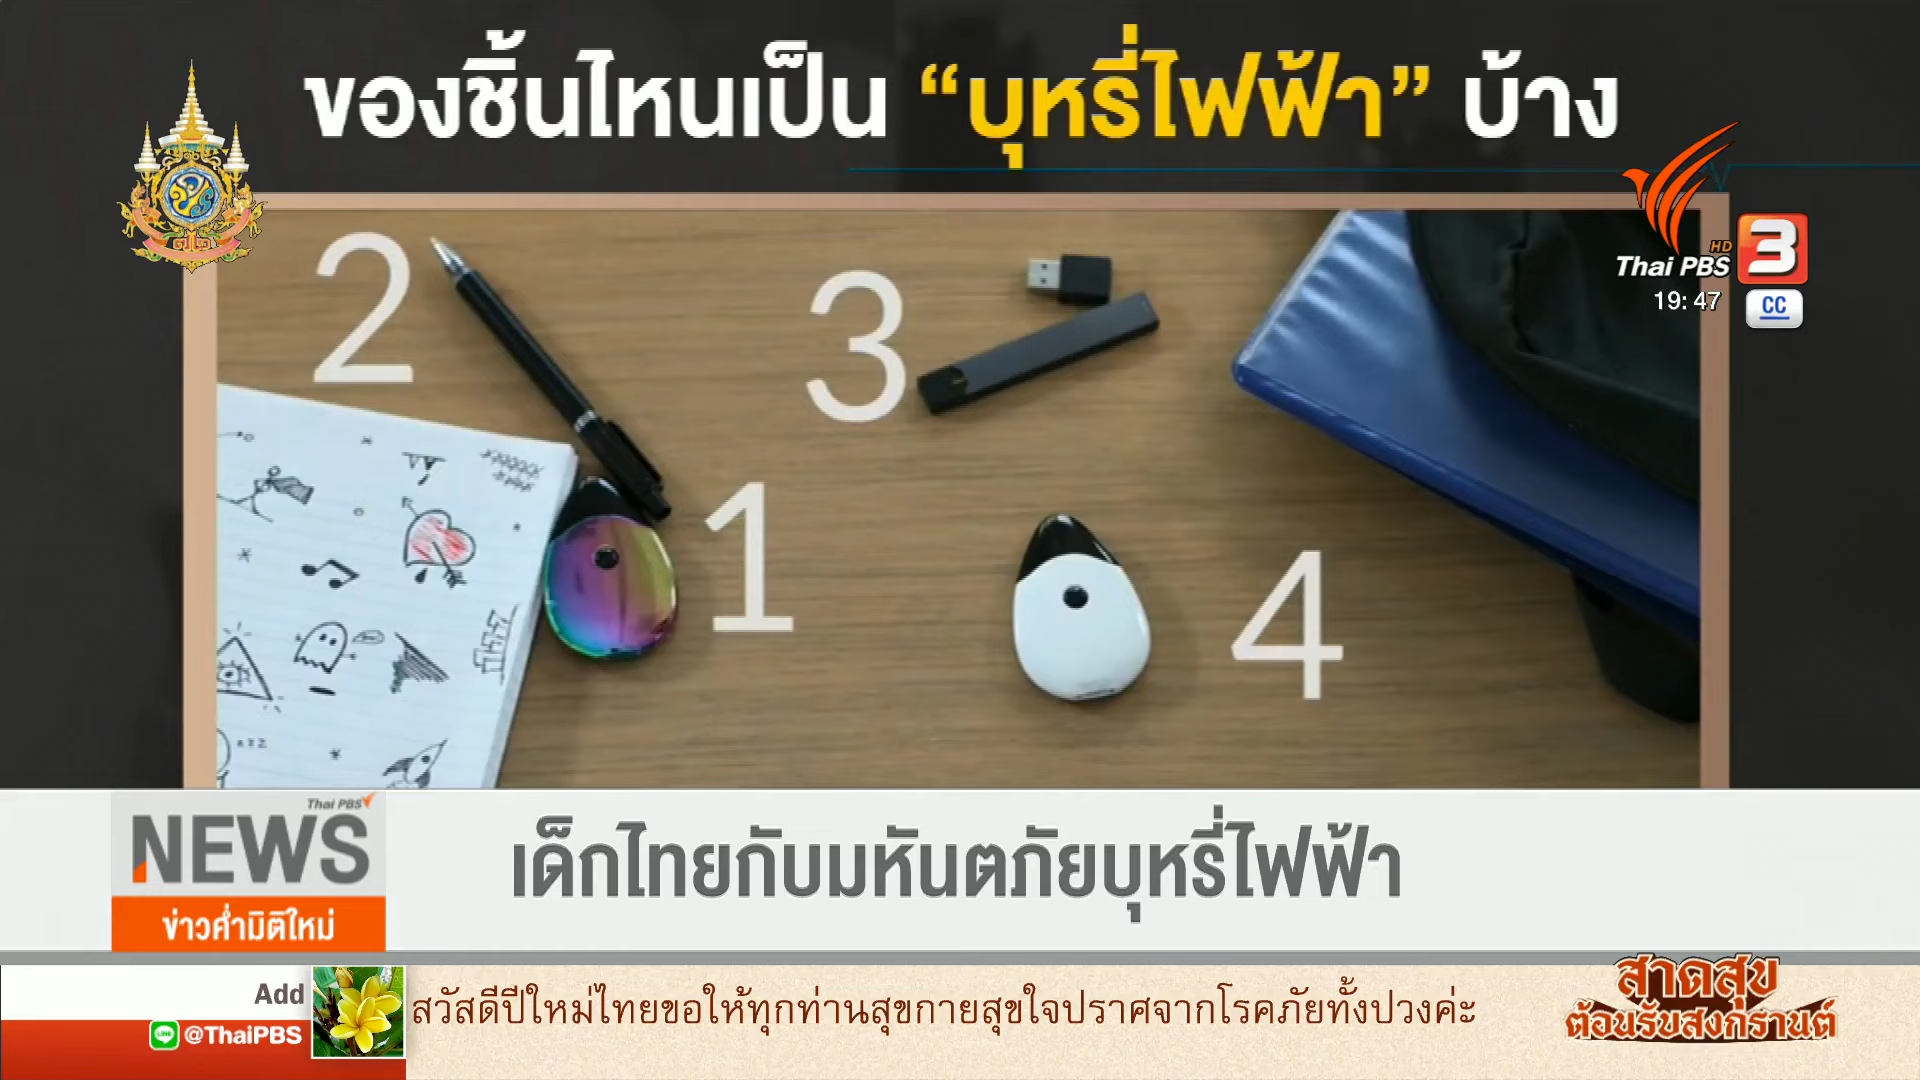 ของชิ้นไหนเป็น “บุหรี่ไฟฟ้า” บ้าง
HD
Thai PBS 3
19:47
CC
2
3
1
4
Thai PBS
NEWS
ข่าวค่ำมิติใหม่
เด็กไทยกับมหันตภัยบุหรี่ไฟฟ้า
Add
LINE @ThaiPBS
สวัสดีปีใหม่ไทยขอให้ทุกท่านสุขกายสุขใจปราศจากโรคภัยทั้งปวงค่ะ
สาดสุข
ต้อนรับสงกรานต์